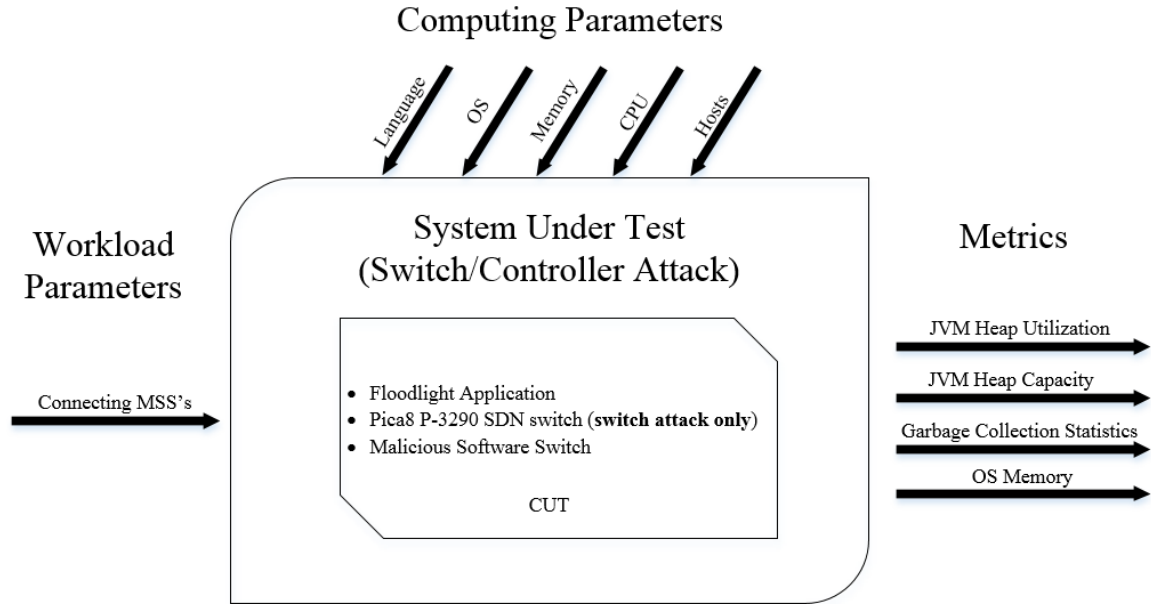 Computing Parameters
Language
OS
Memory
CPU
Hosts
System Under Test
(Switch/Controller Attack)
Workload
Parameters
Connecting MSS's
• Floodlight Application
• Pica8 P-3290 SDN switch (switch attack only)
• Malicious Software Switch
CUT
Metrics
JVM Heap Utilization
JVM Heap Capacity
Garbage Collection Statistics
OS Memory